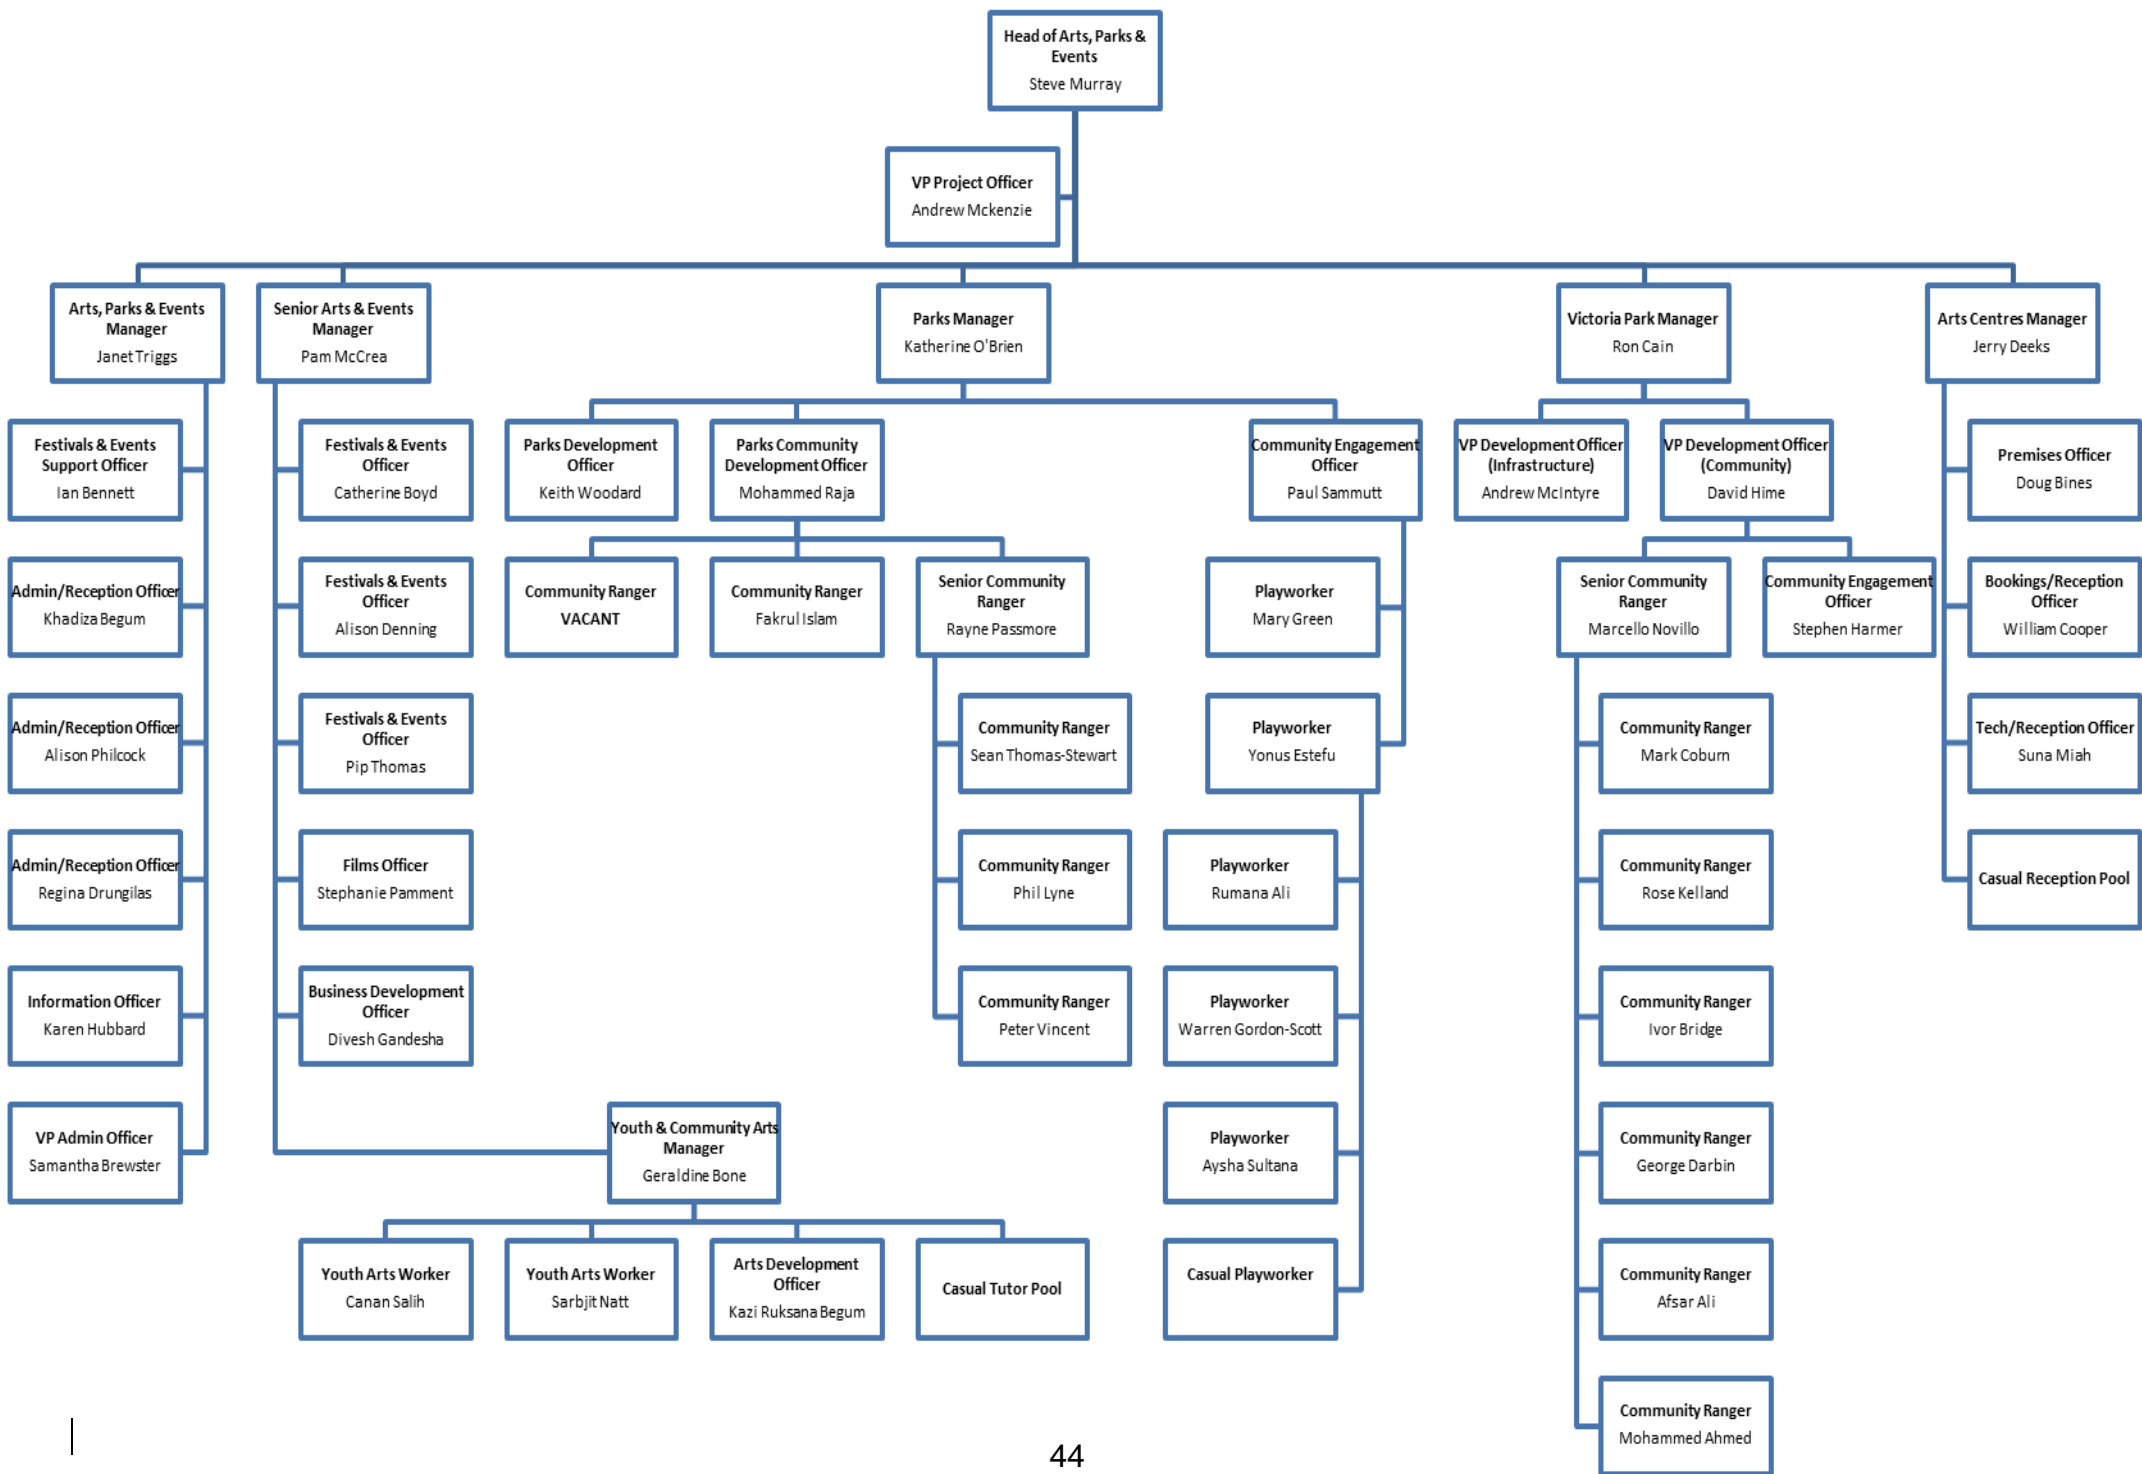 Head of Arts, Parks &
Events
Steve Murray
VP Project Officer
Andrew Mckenzie
Arts, Parks & Events
Manager
Janet Triggs
Senior Arts & Events
Manager
Pam McCrea
Parks Manager
Katherine O'Brien
Victoria Park Manager
Ron Cain
Arts Centres Manager
Jerry Deeks
Festivals & Events
Support Officer
Ian Bennett
Festivals & Events
Officer
Catherine Boyd
Parks Development
Officer
Keith Woodard
Parks Community
Development Officer
Mohammed Raja
Community Engagement
Officer
Paul Sammutt
VP Development Officer
(Infrastructure)
Andrew McIntyre
VP Development Officer
(Community)
David Hime
Premises Officer
Doug Bines
Admin/Reception Officer
Khadiza Begum
Festivals & Events
Officer
Alison Denning
Community Ranger
VACANT
Community Ranger
Fakrul Islam
Senior Community
Ranger
Rayne Passmore
Playworker
Mary Green
Senior Community
Ranger
Marcello Novillo
Community Engagement
Officer
Stephen Harmer
Bookings/Reception
Officer
William Cooper
Admin/Reception Officer
Alison Philcock
Festivals & Events
Officer
Pip Thomas
Community Ranger
Sean Thomas-Stewart
Playworker
Yonus Estefu
Community Ranger
Mark Coburn
Tech/Reception Officer
Suna Miah
Admin/Reception Officer
Regina Drungilas
Films Officer
Stephanie Pamment
Community Ranger
Phil Lyne
Playworker
Rumana Ali
Community Ranger
Rose Kelland
Casual Reception Pool
Information Officer
Karen Hubbard
Business Development
Officer
Divesh Gandesha
Community Ranger
Peter Vincent
Playworker
Warren Gordon-Scott
Community Ranger
Ivor Bridge
VP Admin Officer
Samantha Brewster
Youth & Community Arts
Manager
Geraldine Bone
Playworker
Aysha Sultana
Community Ranger
George Darbin
Youth Arts Worker
Canan Salih
Youth Arts Worker
Sarbjit Natt
Arts Development
Officer
Kazi Ruksana Begum
Casual Tutor Pool
Casual Playworker
Community Ranger
Afsar Ali
Community Ranger
Mohammed Ahmed
44